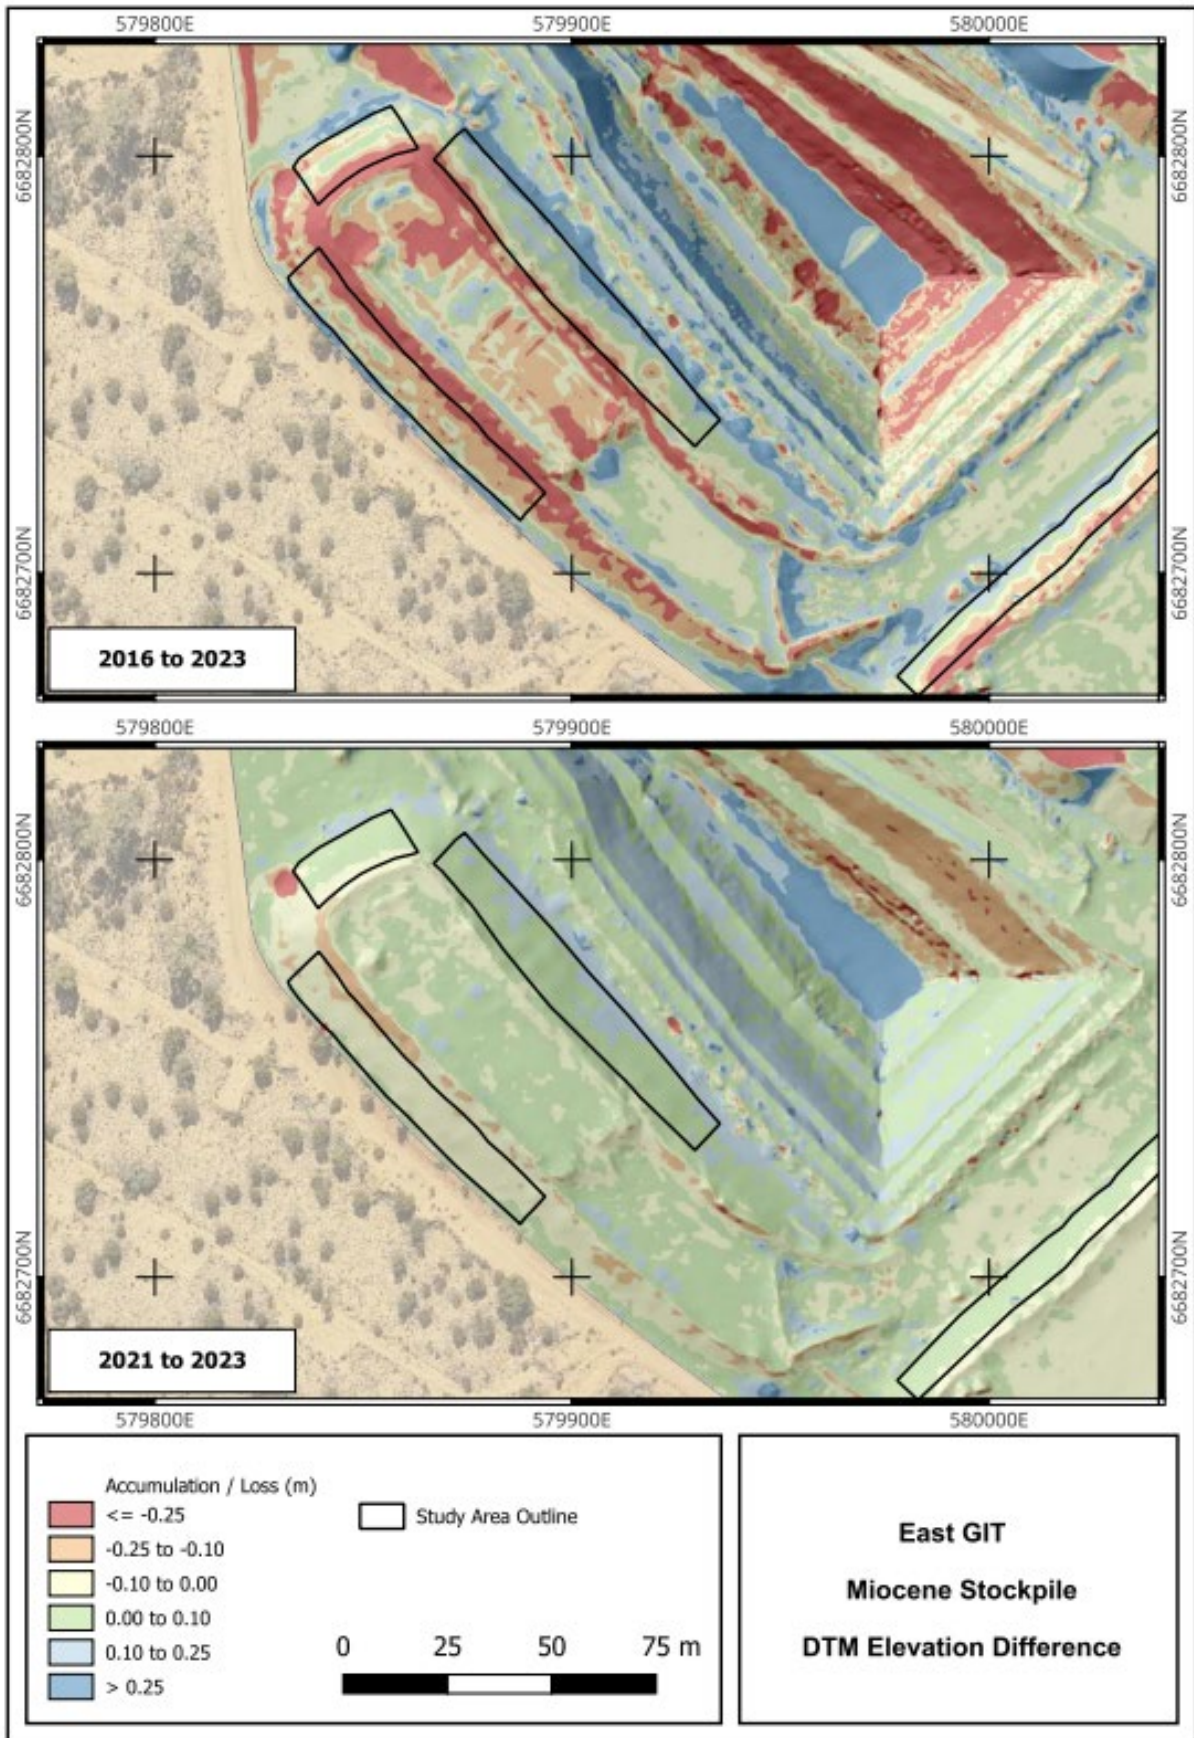 579800E
579900E
580000E
6682800N
6682800N
6682700N
6682700N
2016 to 2023
579800E
579900E
580000E
6682800N
6682800N
6682700N
6682700N
2021 to 2023
579800E
579900E
580000E
Accumulation / Loss (m)
<= -0.25
-0.25 to -0.10
-0.10 to 0.00
0.00 to 0.10
0.10 to 0.25
> 0.25
Study Area Outline
0 25 50 75 m
East GIT
Miocene Stockpile
DTM Elevation Difference